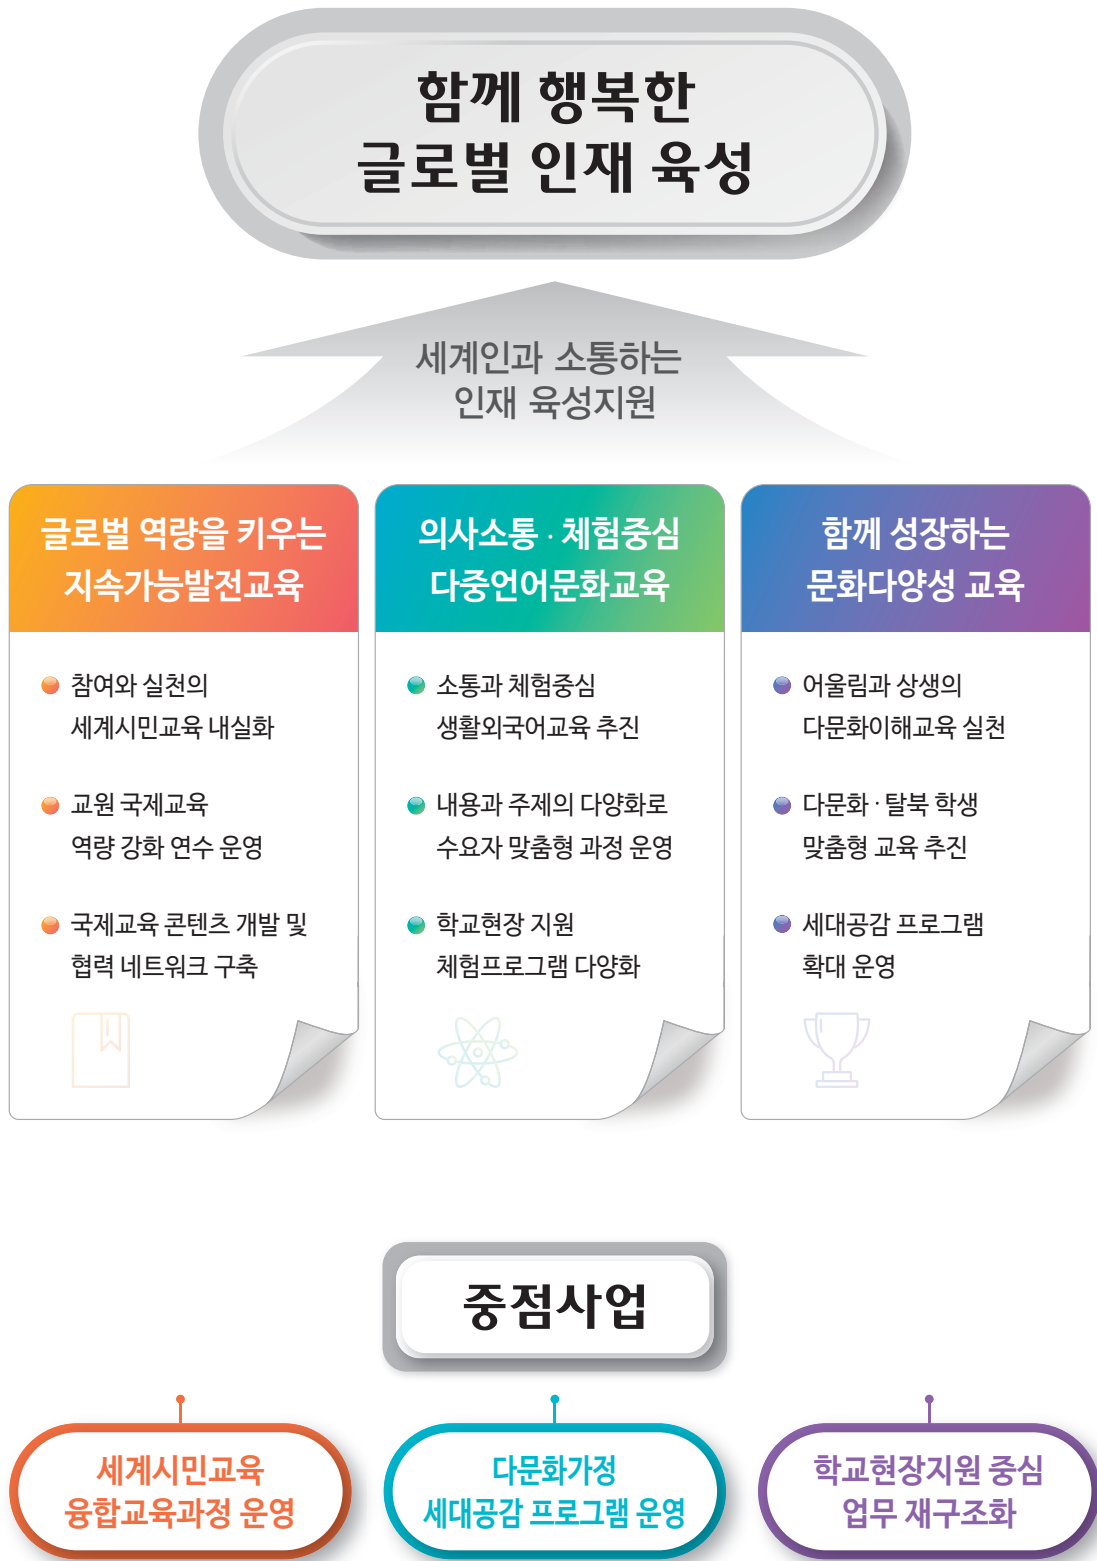 함께 행복한
글로벌 인재 육성
세계인과 소통하는
인재 육성지원
글로벌 역량을 키우는
지속가능발전교육
참여와 실천의
세계시민교육 내실화
교원 국제교육
역량 강화 연수 운영
국제교육 콘텐츠 개발 및
협력 네트워크 구축
의사소통 · 체험중심
다중언어문화교육
소통과 체험중심
생활외국어교육 추진
내용과 주제의 다양화로
수요자 맞춤형 과정 운영
학교현장 지원
체험프로그램 다양화
함께 성장하는
문화다양성 교육
어울림과 상생의
다문화이해교육 실천
다문화 · 탈북 학생
맞춤형 교육 추진
세대공감 프로그램
확대 운영
중점사업
세계시민교육
융합교육과정 운영
다문화가정
세대공감 프로그램 운영
학교현장지원 중심
업무 재구조화